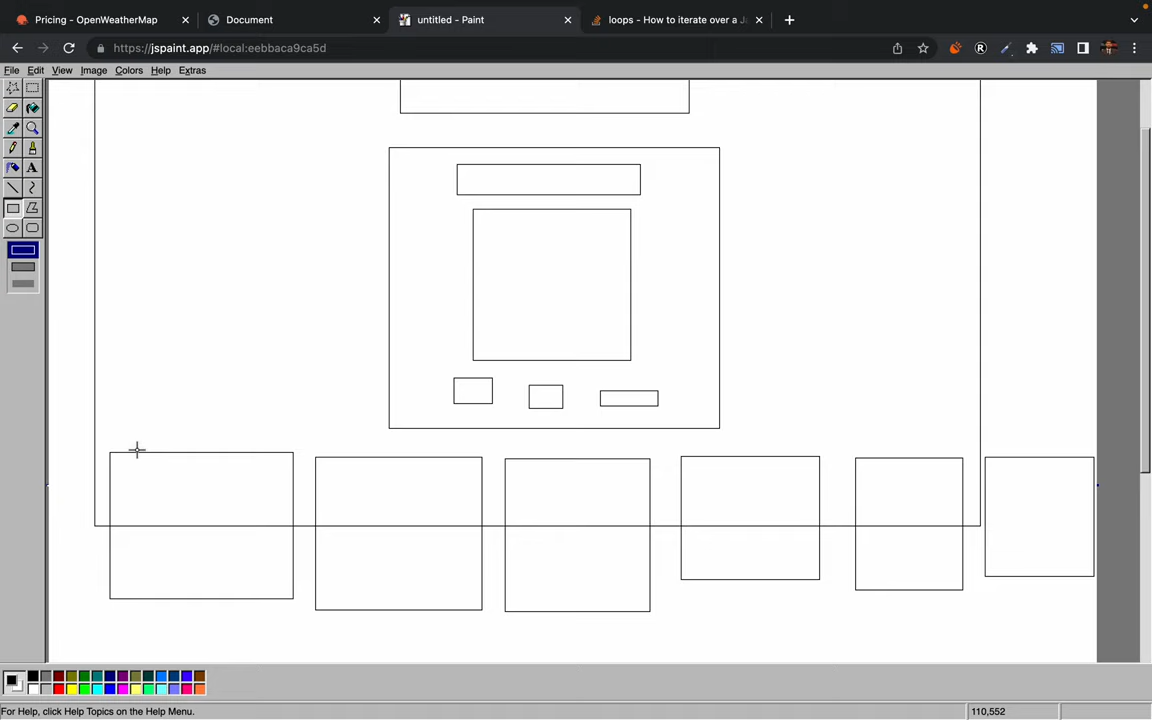 Pricing - OpenWeatherMap
Document
untitled - Paint
loops - How to iterate over a Ja
https://jspaint.app/#local:eebbaca9ca5d
File Edit View Image Colors Help Extras
For Help, click Help Topics on the Help Menu.
110,552